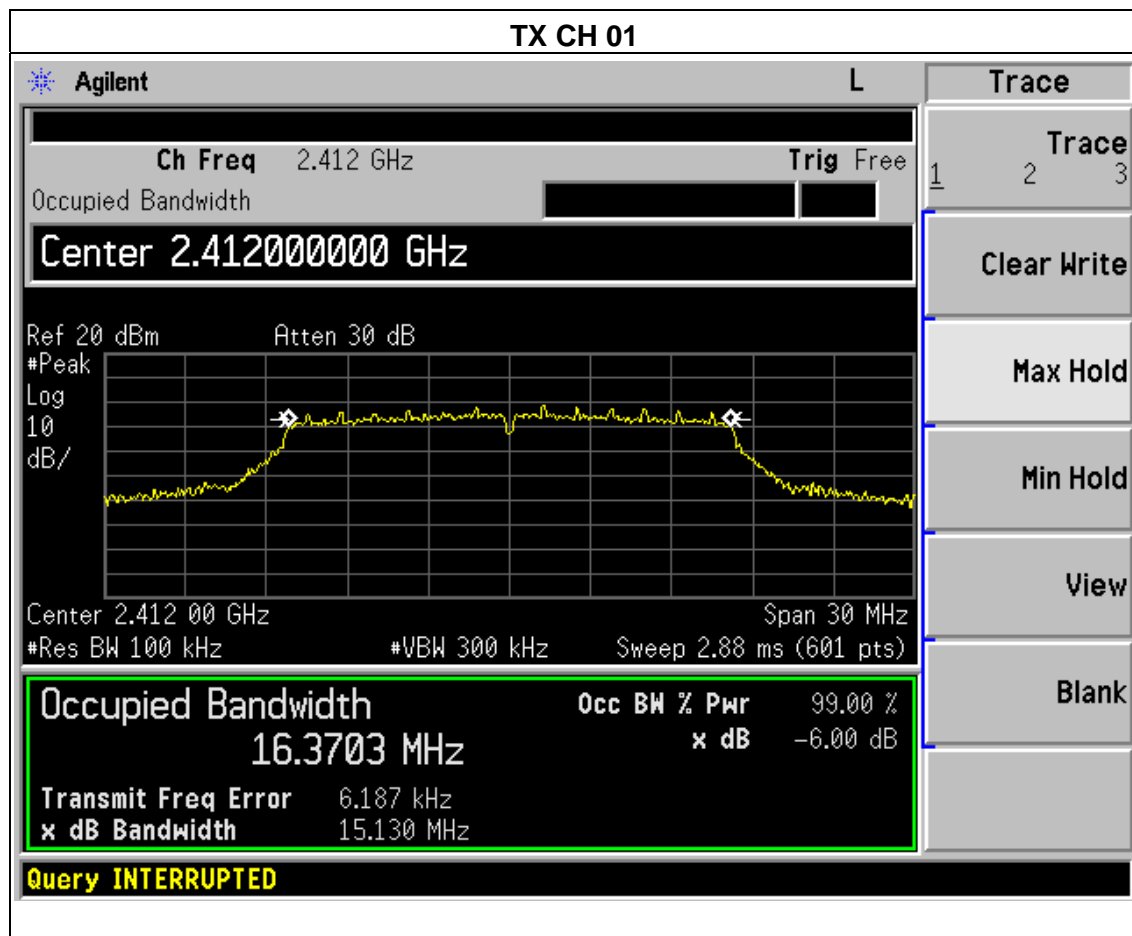 TX CH 01
Agilent L Trace
Ch Freq 2.412 GHz Trig Free
Occupied Bandwidth
Center 2.412000000 GHz
Ref 20 dBm Atten 30 dB
#Peak
Log
10
dB/
Center 2.412 00 GHz Span 30 MHz
#Res BW 100 kHz #VBW 300 kHz Sweep 2.88 ms (601 pts)
Occupied Bandwidth Occ BW % Pwr 99.00 %
16.3703 MHz x dB -6.00 dB
Transmit Freq Error 6.187 kHz
x dB Bandwidth 15.130 MHz
Query INTERRUPTED
Trace
1 2 3
Clear Write
Max Hold
Min Hold
View
Blank